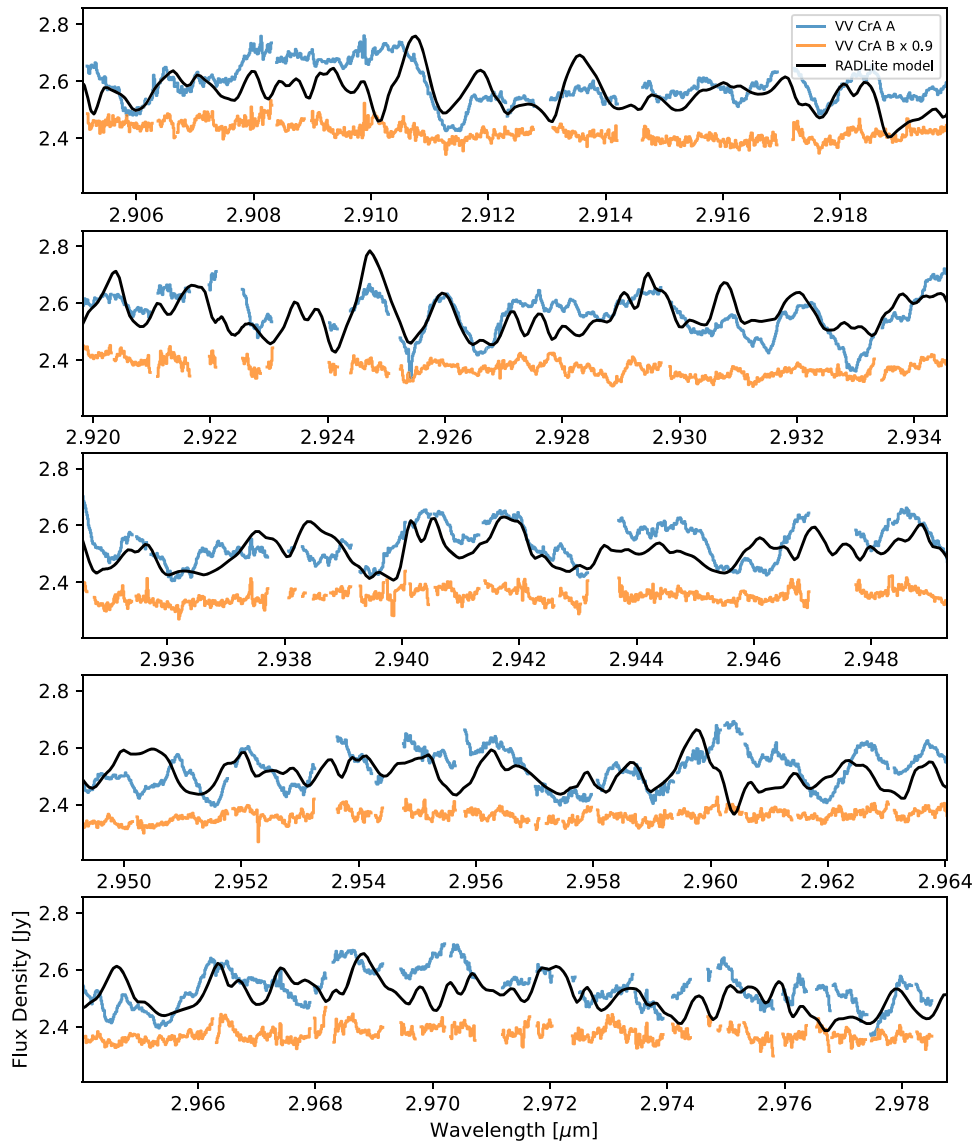 VV CrA A
VV CrA B x 0.9
RADLite model
2.8
2.6
2.4
2.906 2.908 2.910 2.912 2.914 2.916 2.918
2.8
2.6
2.4
2.920 2.922 2.924 2.926 2.928 2.930 2.932 2.934
2.8
2.6
2.4
2.936 2.938 2.940 2.942 2.944 2.946 2.948
2.8
2.6
2.4
2.950 2.952 2.954 2.956 2.958 2.960 2.962 2.964
2.8
2.6
2.4
Flux Density [Jy]
2.966 2.968 2.970 2.972 2.974 2.976 2.978
Wavelength [μm]